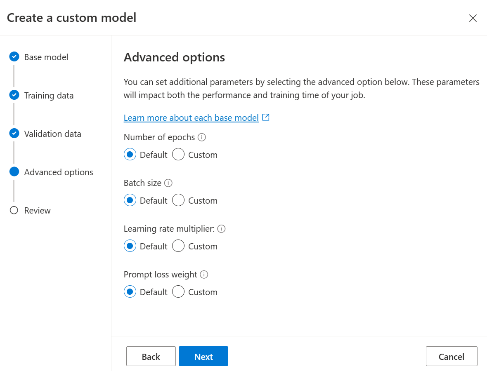 Create a custom model
Base model
Training data
Validation data
Advanced options
Review
Advanced options
You can set additional parameters by selecting the advanced option below. These parameters
will impact both the performance and training time of your job.
Learn more about each base model
Number of epochs
Default Custom
Batch size
Default Custom
Learning rate multiplier:
Default Custom
Prompt loss weight
Default Custom
Back Next Cancel